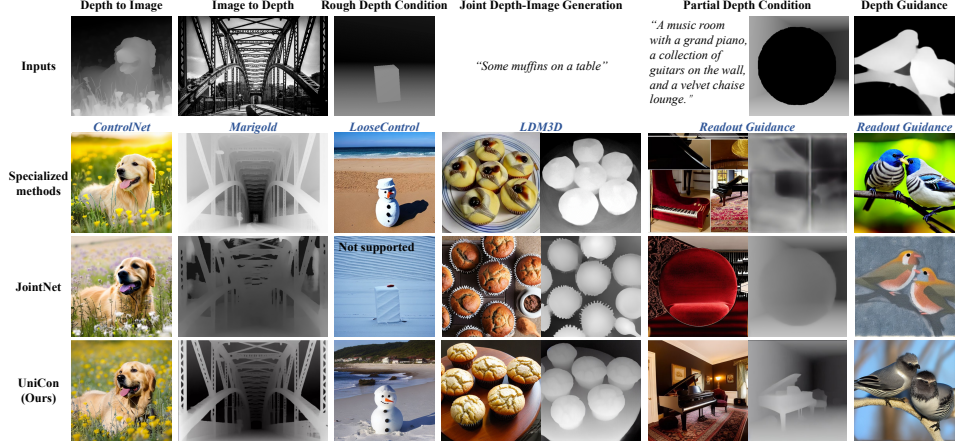 Depth to Image
Image to Depth
Rough Depth Condition
Joint Depth-Image Generation
Partial Depth Condition
Depth Guidance
Inputs
“Some muffins on a table”
“A music room
with a grand piano,
a collection of
guitars on the wall,
and a velvet chaise
lounge.”
ControlNet
Marigold
LooseControl
LDM3D
Readout Guidance
Readout Guidance
Specialized
methods
JointNet
Not supported
UniCon
(Ours)